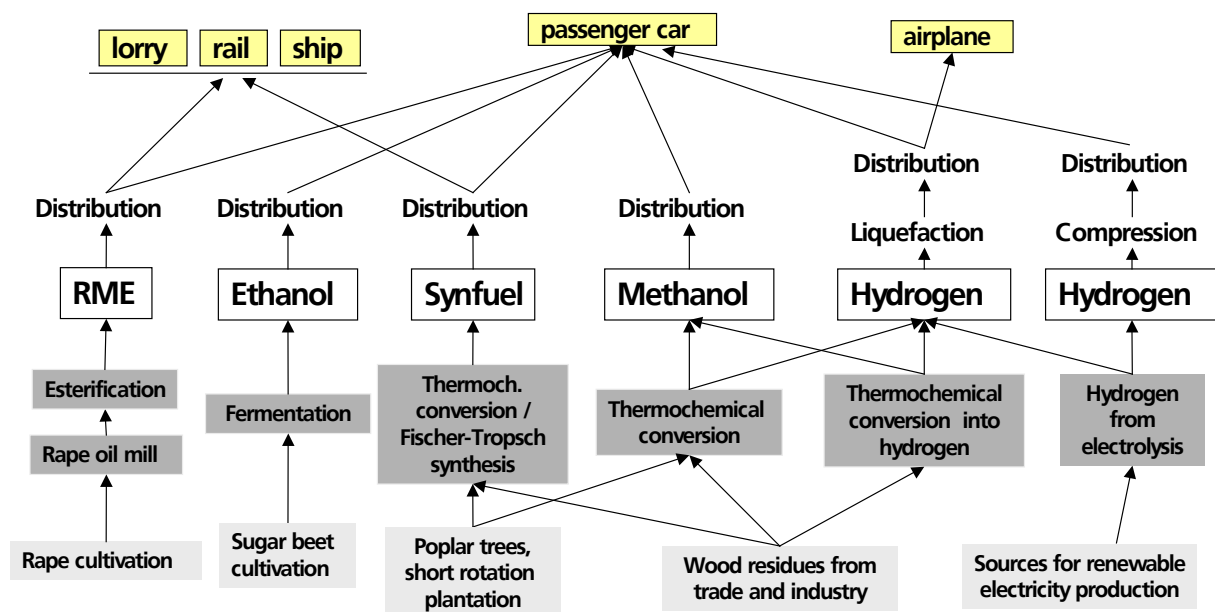 lorry
rail
ship
passenger car
airplane
Distribution
Distribution
Distribution
Distribution
Distribution
Distribution
Liquefaction
Compression
RME
Ethanol
Synfuel
Methanol
Hydrogen
Hydrogen
Esterification
Rape oil mill
Fermentation
Thermoch.
conversion /
Fischer-Tropsch
synthesis
Thermochemical
conversion
Thermochemical
conversion into
hydrogen
Hydrogen
from
electrolysis
Rape cultivation
Sugar beet
cultivation
Poplar trees,
short rotation
plantation
Wood residues from
trade and industry
Sources for renewable
electricity production